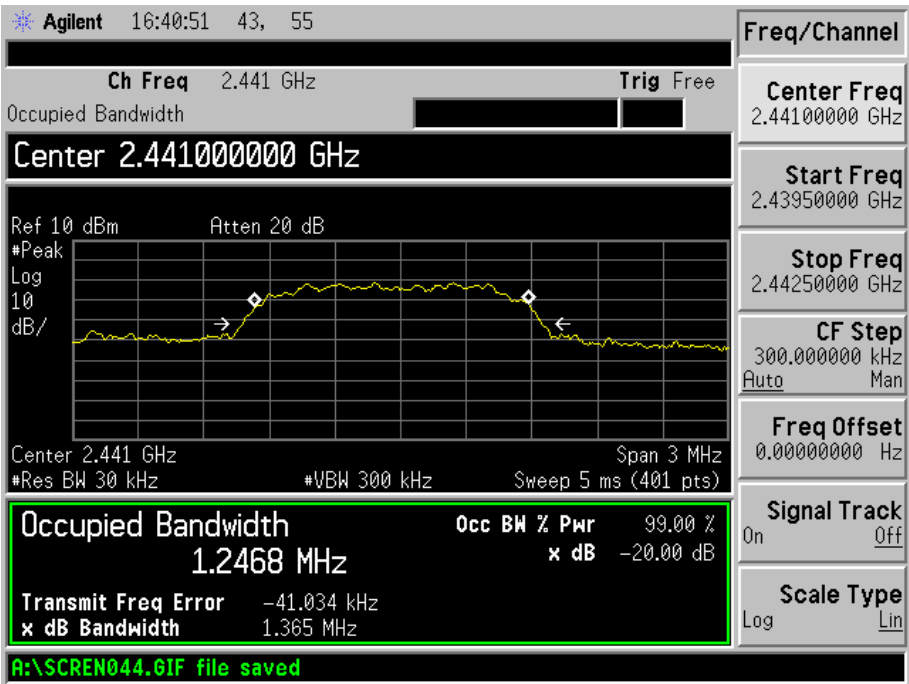 Agilent 16:40:51 43, 55
Ch Freq 2.441 GHz Trig Free
Occupied Bandwidth
Center 2.441000000 GHz
Ref 10 dBm Atten 20 dB
#Peak
Log
10
dB/
Center 2.441 GHz Span 3 MHz
#Res BW 30 kHz #VBW 300 kHz Sweep 5 ms (401 pts)
Occupied Bandwidth
1.2468 MHz
Occ BW % Pwr 99.00 %
x dB -20.00 dB
Transmit Freq Error -41.034 kHz
x dB Bandwidth 1.365 MHz
A:\SCREN044.GIF file saved
Freq/Channel
Center Freq
2.44100000 GHz
Start Freq
2.43950000 GHz
Stop Freq
2.44250000 GHz
CF Step
300.000000 kHz
Auto Man
Freq Offset
0.00000000 Hz
Signal Track
On Off
Scale Type
Log Lin